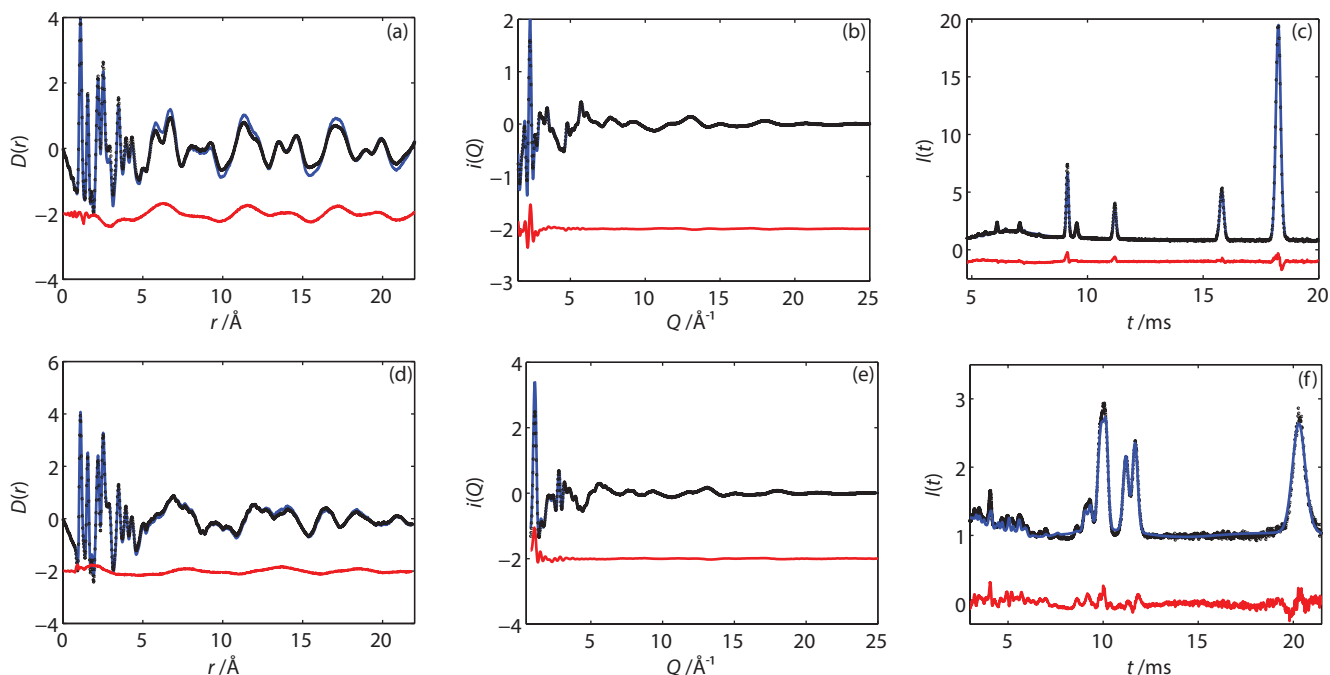 (a)
D(r)
4
2
0
−2
−4
0 5 10 15 20
r /Å
(b)
i(Q)
2
1
0
−1
−2
−3
5 10 15 20 25
Q /Å⁻¹
(c)
I(t)
20
15
10
5
0
5 10 15 20
t /ms
(d)
D(r)
6
4
2
0
−2
−4
0 5 10 15 20
r /Å
(e)
i(Q)
4
2
0
−2
−4
5 10 15 20 25
Q /Å⁻¹
(f)
I(t)
3
2
1
0
5 10 15 20
t /ms